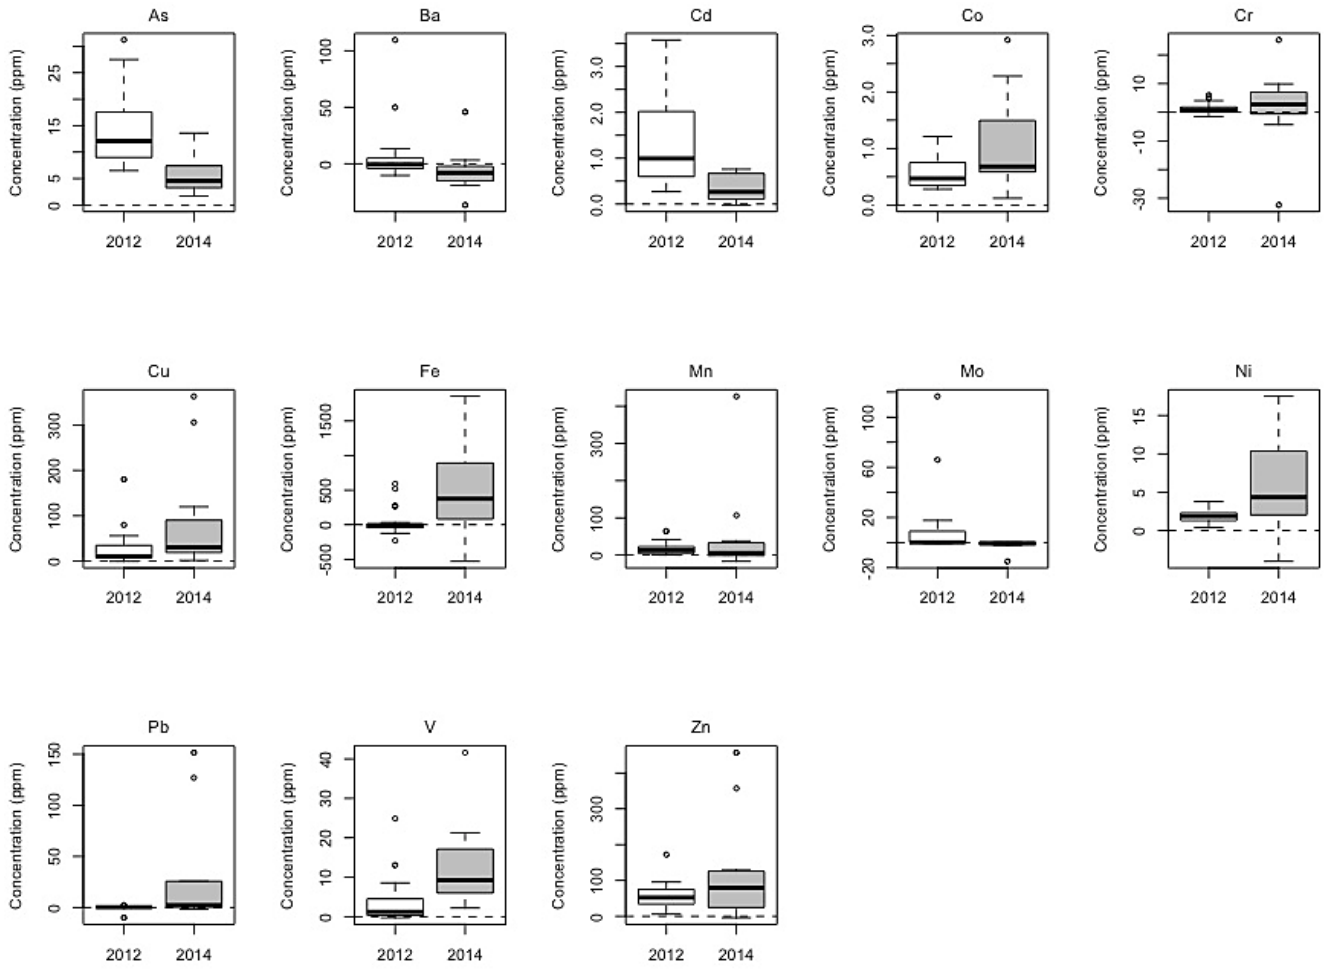 As Ba Cd Co Cr
Concentration (ppm) 0 5 15 25 2012 2014
Concentration (ppm) 0 50 100 2012 2014
Concentration (ppm) 0.0 1.0 2.0 3.0 2012 2014
Concentration (ppm) 0.0 1.0 2.0 3.0 2012 2014
Concentration (ppm) -30 -10 10 2012 2014
Cu Fe Mn Mo Ni
Concentration (ppm) 0 100 200 300 2012 2014
Concentration (ppm) -500 0 500 1500 2012 2014
Concentration (ppm) 0 100 300 2012 2014
Concentration (ppm) -20 20 60 100 2012 2014
Concentration (ppm) 0 5 10 15 2012 2014
Pb V Zn
Concentration (ppm) 0 50 100 150 2012 2014
Concentration (ppm) 0 10 20 30 40 2012 2014
Concentration (ppm) 0 100 300 2012 2014